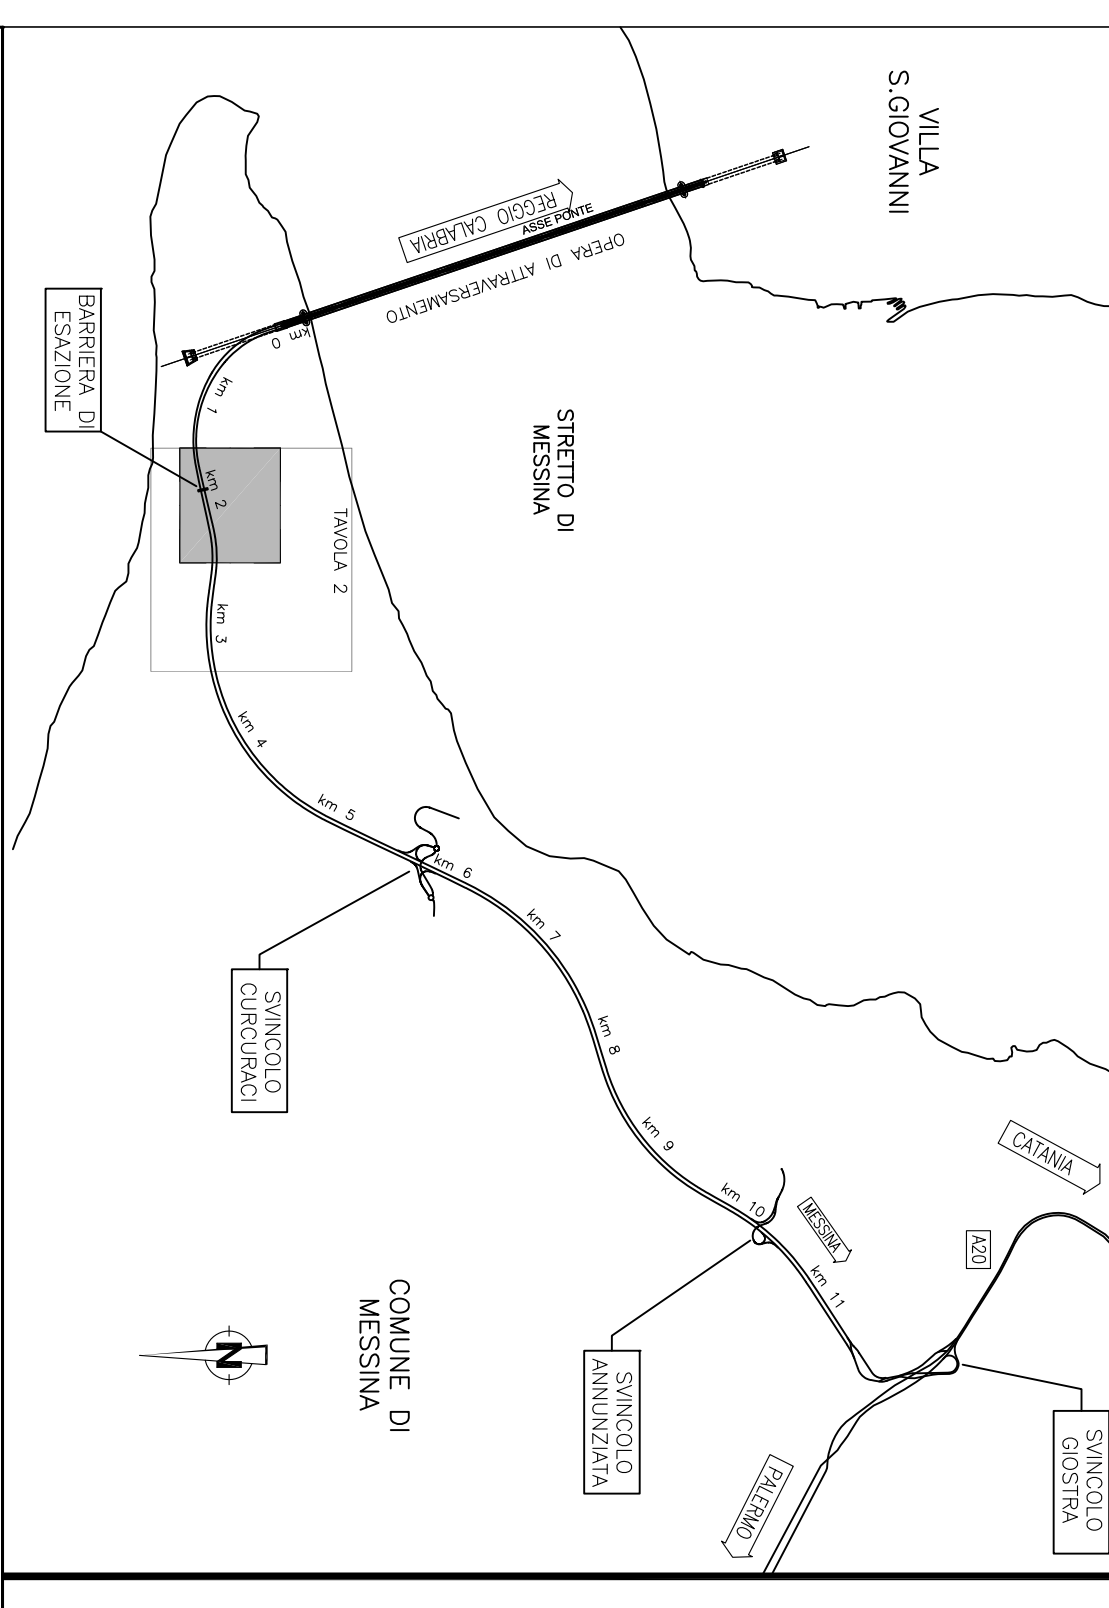 VILLA
S.GIOVANNI
REGGIO CALABRIA
ASSE PONTE
OPERA DI ATTRAVERSAMENTO
STRETTO DI
MESSINA
BARRIERA DI
ESAZIONE
TAVOLA 2
km 0
km 1
km 2
km 3
km 4
km 5
km 6
km 7
km 8
km 9
km 10
km 11
SVINCOLO
CURCURACI
CATANIA
A20
MESSINA
COMUNE DI
MESSINA
N
SVINCOLO
ANNUNZIATA
PALERMO
SVINCOLO
GIOSTRA